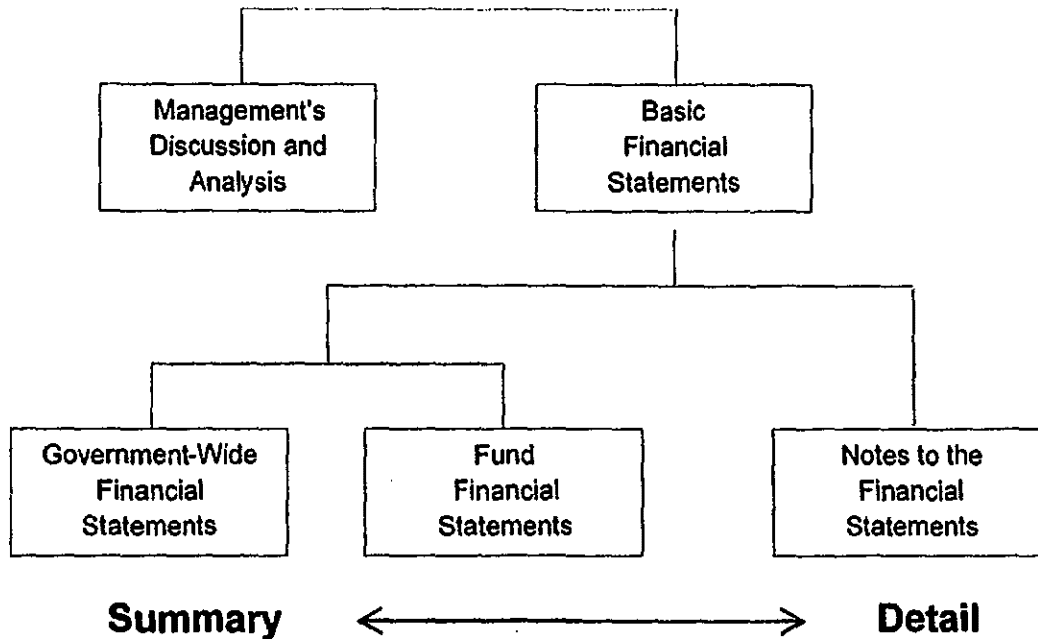 Management's
Discussion and
Analysis
Basic
Financial
Statements
Government-Wide
Financial
Statements
Fund
Financial
Statements
Notes to the
Financial
Statements
Summary
Detail